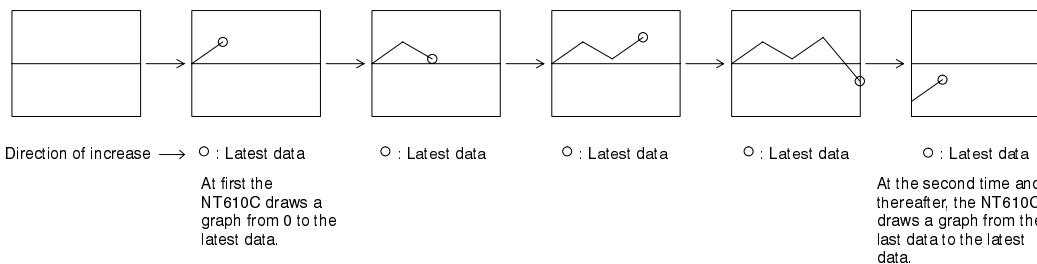 Direction of increase → ○ : Latest data ○ : Latest data ○ : Latest data ○ : Latest data ○ : Latest data
At first the
NT610C draws a
graph from 0 to the
latest data.
At the second time and
thereafter, the NT610C
draws a graph from the
last data to the latest
data.